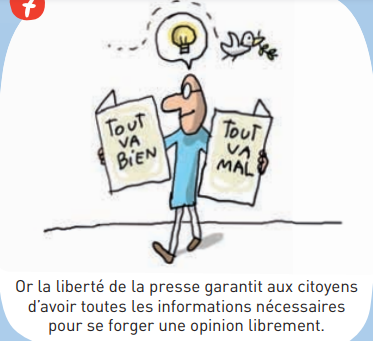 7
TOUT
VA
BIEN
TOUT
VA
MAL
Or la liberté de la presse garantit aux citoyens
d'avoir toutes les informations nécessaires
pour se forger une opinion librement.